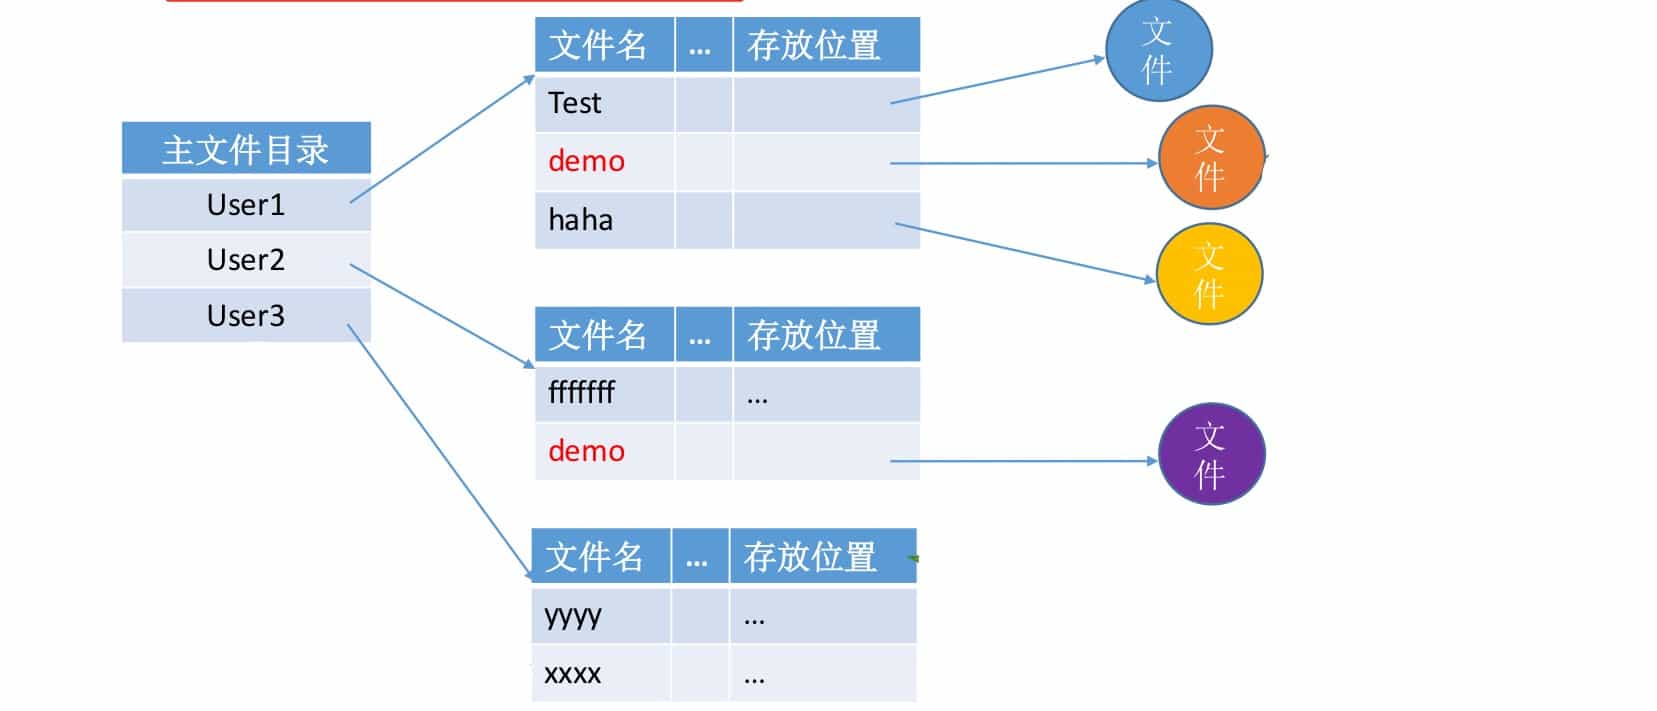 主文件目录
User1
User2
User3
文件名 ... 存放位置
Test
demo
haha
文件名 ... 存放位置
fffffff ...
demo
文件名 ... 存放位置
yyyy ...
xxxx ...
文
件
文
件
文
件
文
件